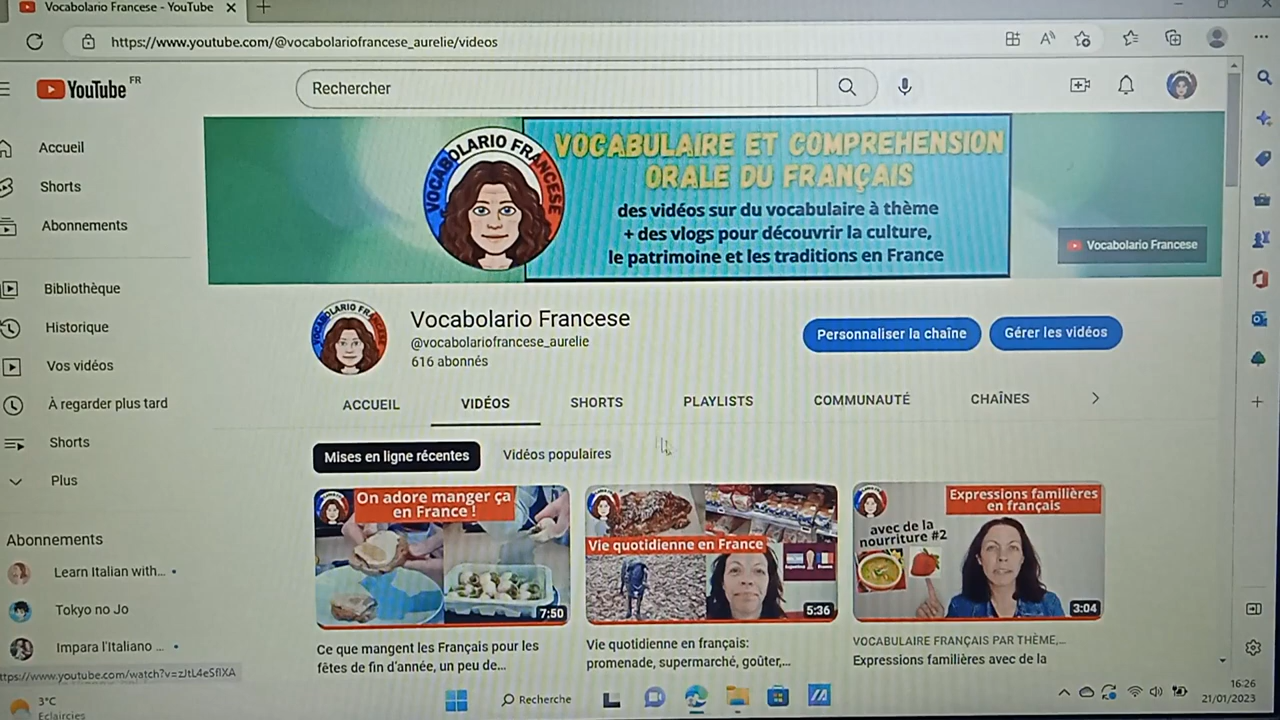 Vocabolario Francese - YouTube
https://www.youtube.com/@vocabolariofrancese_aurelie/videos
YouTube FR
Rechercher
Accueil
Shorts
Abonnements
Bibliothèque
Historique
Vos vidéos
À regarder plus tard
Shorts
Plus
Abonnements
Learn Italian with...
Tokyo no Jo
Impara l'Italiano ...
VOCABOLARIO FRANCESE
VOCABULAIRE ET COMPREHENSION
ORALE DU FRANÇAIS
des vidéos sur du vocabulaire à thème
+ des vlogs pour découvrir la culture,
le patrimoine et les traditions en France
Vocabolario Francese
Vocabolario Francese
@vocabolariofrancese_aurelie
616 abonnés
Personnaliser la chaîne
Gérer les vidéos
ACCUEIL
VIDÉOS
SHORTS
PLAYLISTS
COMMUNAUTÉ
CHAÎNES
Mises en ligne récentes
Vidéos populaires
On adore manger ça
en France !
7:50
Vie quotidienne en France
5:36
Expressions familières
en français
avec de la
nourriture #2
3:04
Ce que mangent les Français pour les
fêtes de fin d'année, un peu de...
Vie quotidienne en français:
promenade, supermarché, goûter,...
VOCABULAIRE FRANÇAIS PAR THÈME,...
Expressions familières avec de la
ttps://www.youtube.com/watch?v=zJtL4eSflXA
3°C
Eclaircies
Recherche
16:26
21/01/2023